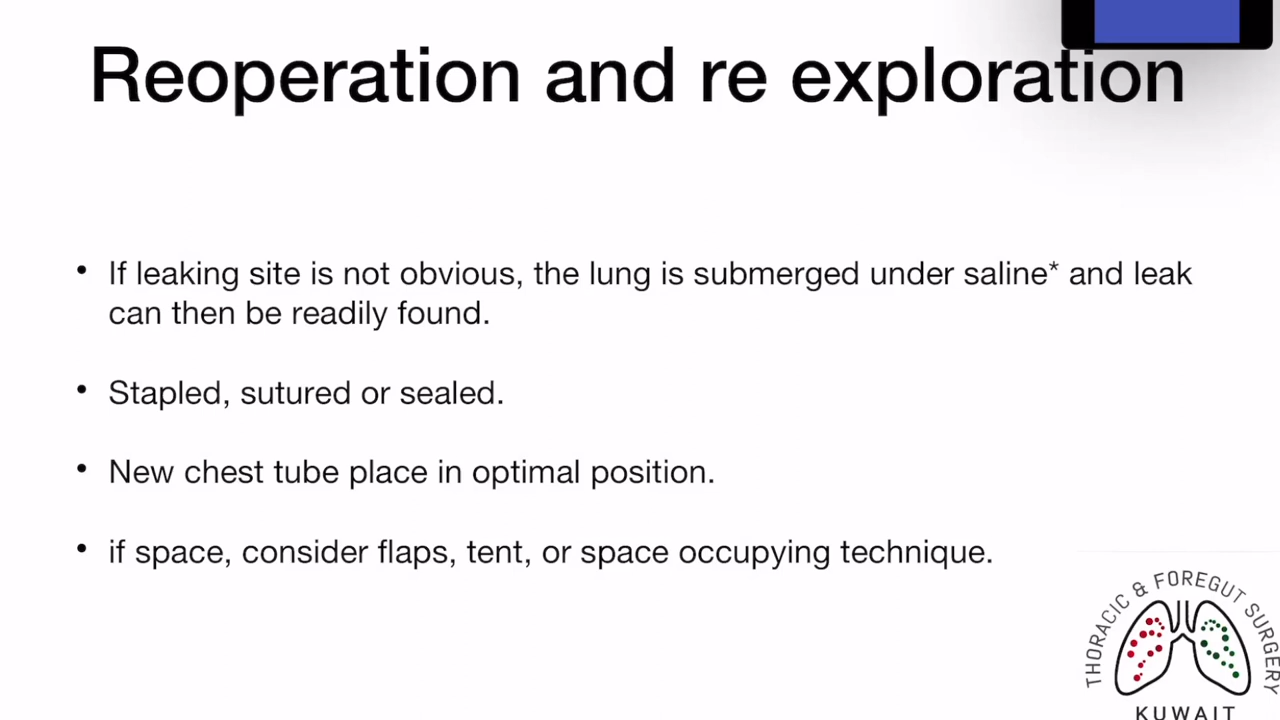 Reoperation and re exploration
• If leaking site is not obvious, the lung is submerged under saline* and leak
can then be readily found.
• Stapled, sutured or sealed.
• New chest tube place in optimal position.
• if space, consider flaps, tent, or space occupying technique.
THORACIC & FOREGUT SURGERY
KUWAIT